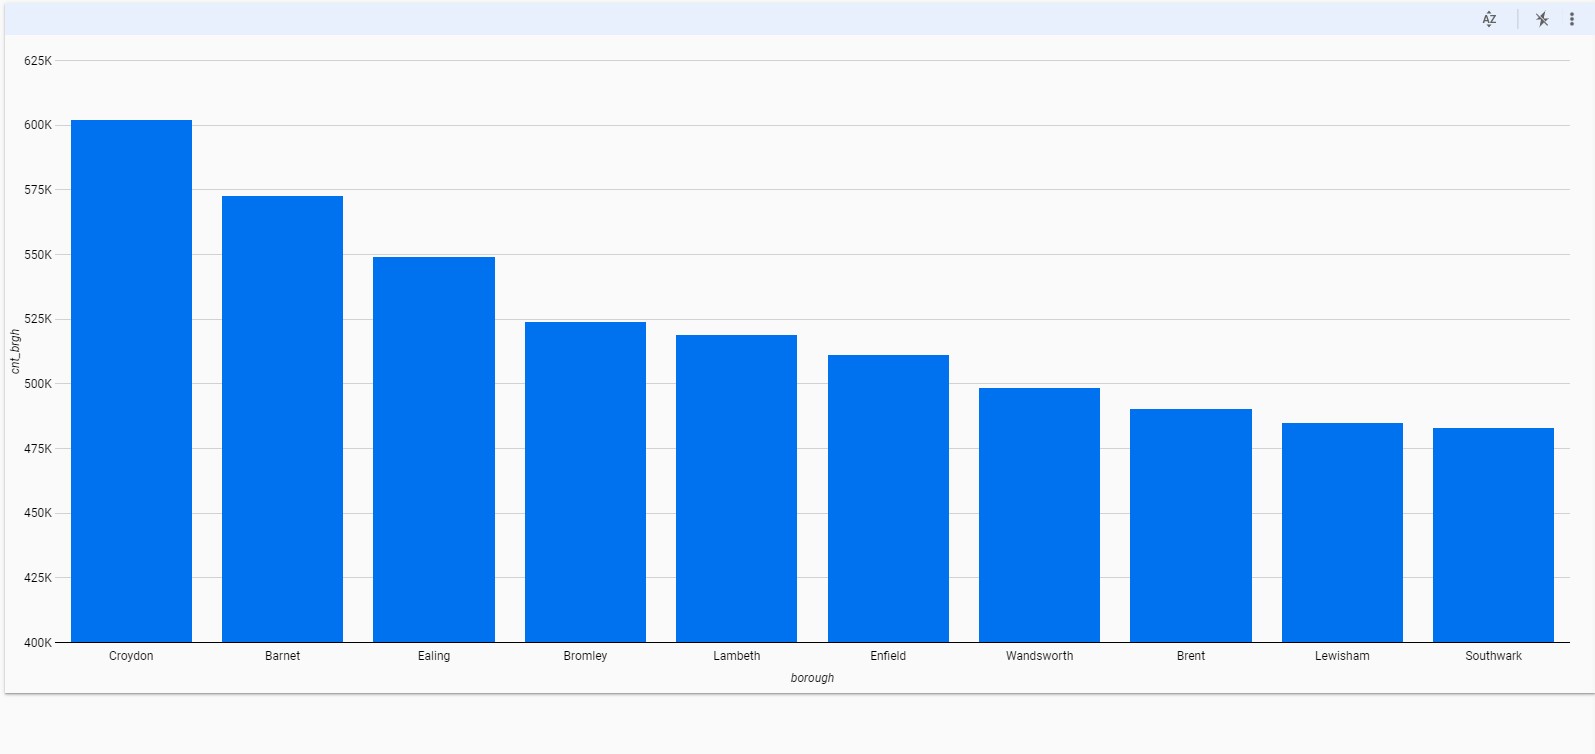 AZ
625K
600K
575K
550K
525K
500K
475K
450K
425K
400K
cnt_brgh
Croydon Barnet Ealing Bromley Lambeth Enfield Wandsworth Brent Lewisham Southwark
borough